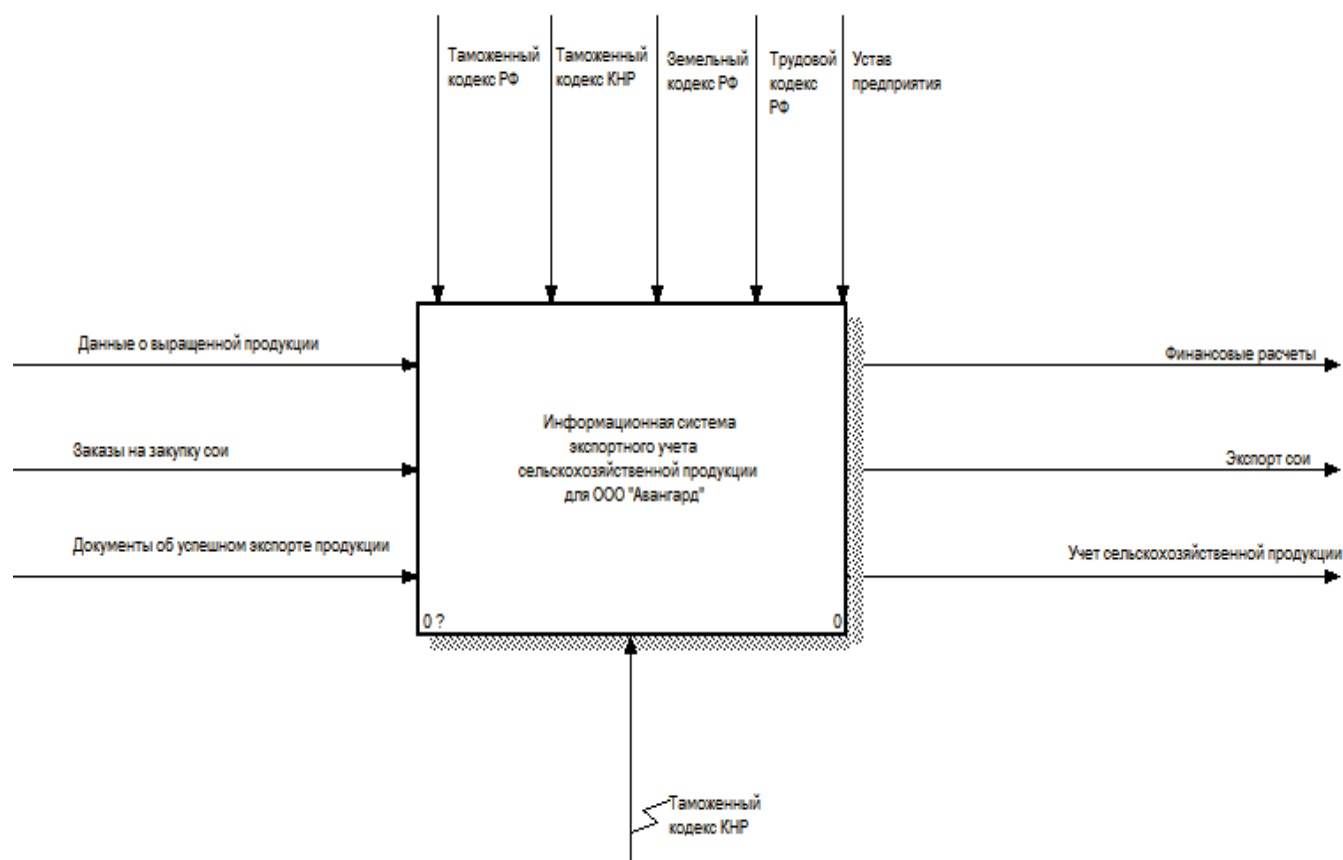 Таможенный
кодекс РФ
Таможенный
кодекс КНР
Земельный
кодекс РФ
Трудовой
кодекс
РФ
Устав
предприятия
Данные о выращенной продукции
Заказы на закупку сои
Документы об успешном экспорте продукции
Информационная система
экспортного учета
сельскохозяйственной продукции
для ООО "Авангард"
0 ?
0
Финансовые расчеты
Экспорт сои
Учет сельскохозяйственной продукции
Таможенный
кодекс КНР